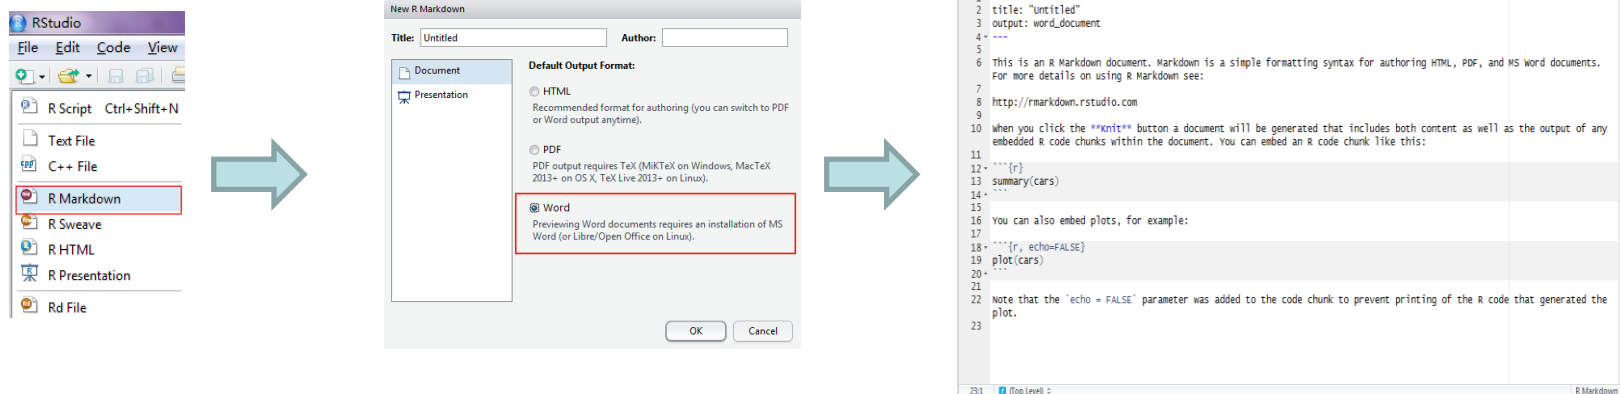 RStudio
File Edit Code View
R Script Ctrl+Shift+N
Text File
C++ File
R Markdown
R Sweave
R HTML
R Presentation
Rd File
New R Markdown
Title: Untitled Author:
Document
Presentation
Default Output Format:
HTML
Recommended format for authoring (you can switch to PDF
or Word output anytime).
PDF
PDF output requires TeX (MiKTeX on Windows, MacTeX
2013+ on OS X, TeX Live 2013+ on Linux).
Word
Previewing Word documents requires an installation of MS
Word (or Libre/Open Office on Linux).
OK Cancel
2 title: "Untitled"
3 output: word_document
4 ---
5
6 This is an R Markdown document. Markdown is a simple formatting syntax for authoring HTML, PDF, and MS Word documents.
For more details on using R Markdown see:
7
8 http://rmarkdown.rstudio.com
9
10 When you click the **Knit** button a document will be generated that includes both content as well as the output of any
embedded R code chunks within the document. You can embed an R code chunk like this:
11
12 ```{r}
13 summary(cars)
14 ```
15
16 You can also embed plots, for example:
17
18 ```{r, echo=FALSE}
19 plot(cars)
20 ```
21
22 Note that the `echo = FALSE` parameter was added to the code chunk to prevent printing of the R code that generated the
plot.
23
23:1 (Top Level) R Markdown